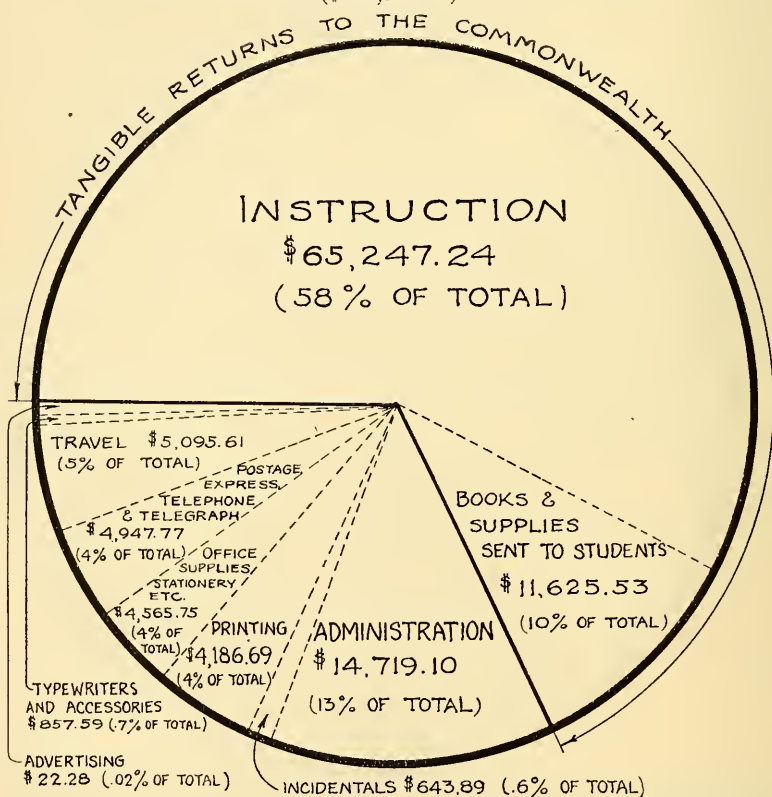 TANGIBLE RETURNS TO THE COMMONWEALTH
INSTRUCTION
$65,247.24
(58% OF TOTAL)
TRAVEL $5,095.61
(5% OF TOTAL)
POSTAGE
EXPRESS,
TELEPHONE
& TELEGRAPH
$4,947.77
(4% OF TOTAL)
OFFICE
SUPPLIES,
STATIONERY
ETC.
$4,565.75
(4% OF
TOTAL)
PRINTING
$4,186.69
(4% OF TOTAL)
ADMINISTRATION
$14,719.10
(13% OF TOTAL)
BOOKS &
SUPPLIES
SENT TO STUDENTS
$11,625.53
(10% OF TOTAL)
TYPEWRITERS
AND ACCESSORIES
$857.59 (.7% OF TOTAL)
ADVERTISING
$22.28 (.02% OF TOTAL)
INCIDENTALS $643.89 (.6% OF TOTAL)